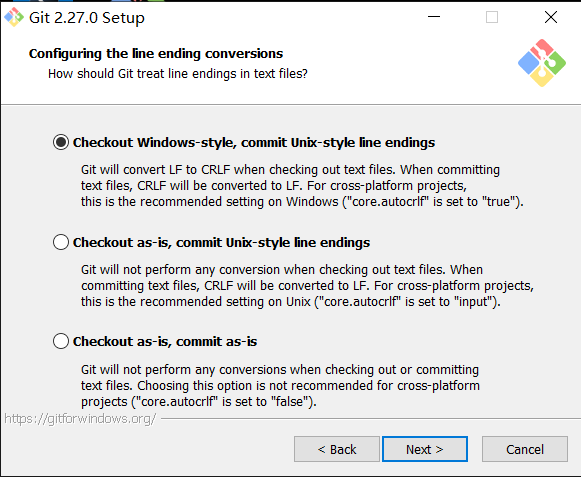 Git 2.27.0 Setup
Configuring the line ending conversions
How should Git treat line endings in text files?
Checkout Windows-style, commit Unix-style line endings
Git will convert LF to CRLF when checking out text files. When committing
text files, CRLF will be converted to LF. For cross-platform projects,
this is the recommended setting on Windows ("core.autocrlf" is set to "true").
Checkout as-is, commit Unix-style line endings
Git will not perform any conversion when checking out text files. When
committing text files, CRLF will be converted to LF. For cross-platform projects,
this is the recommended setting on Unix ("core.autocrlf" is set to "input").
Checkout as-is, commit as-is
Git will not perform any conversions when checking out or committing
text files. Choosing this option is not recommended for cross-platform
projects ("core.autocrlf" is set to "false").
https://gitforwindows.org/
< Back
Next >
Cancel